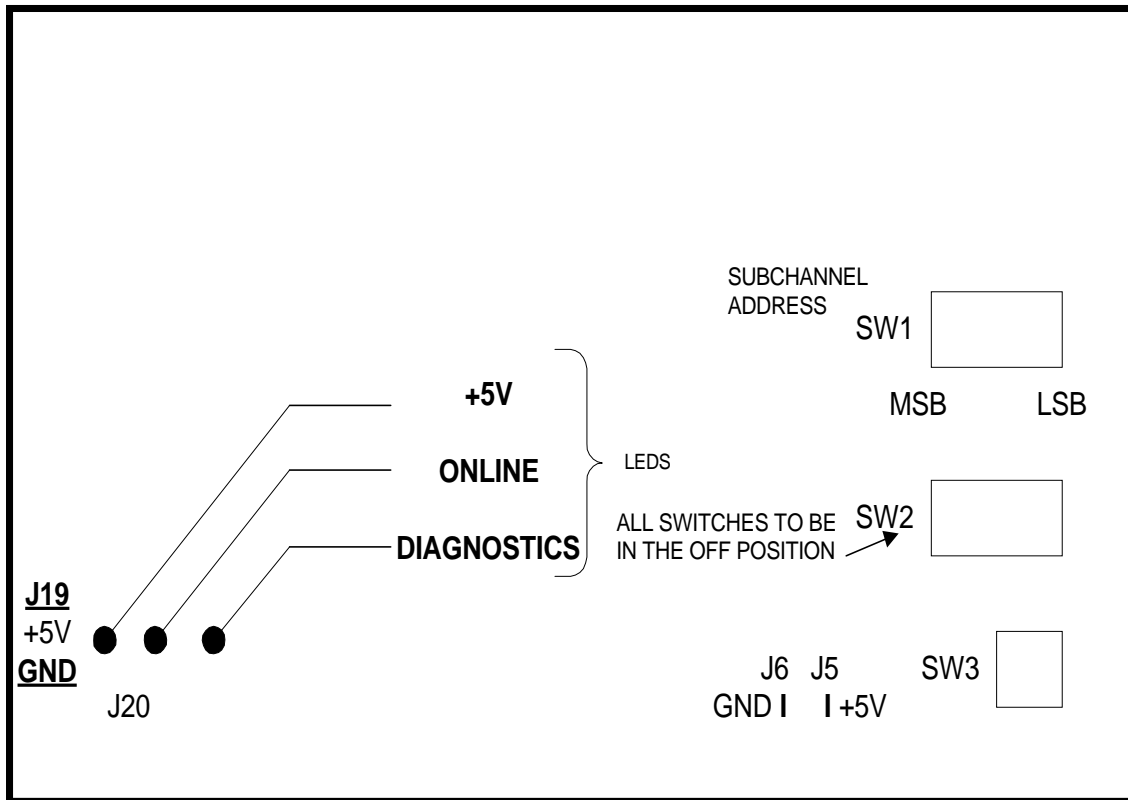 SUBCHANNEL
ADDRESS
SW1
MSB LSB
+5V
ONLINE
LEDS
DIAGNOSTICS
ALL SWITCHES TO BE
IN THE OFF POSITION
SW2
J19
+5V
GND
J20
J6 J5
GND +5V
SW3